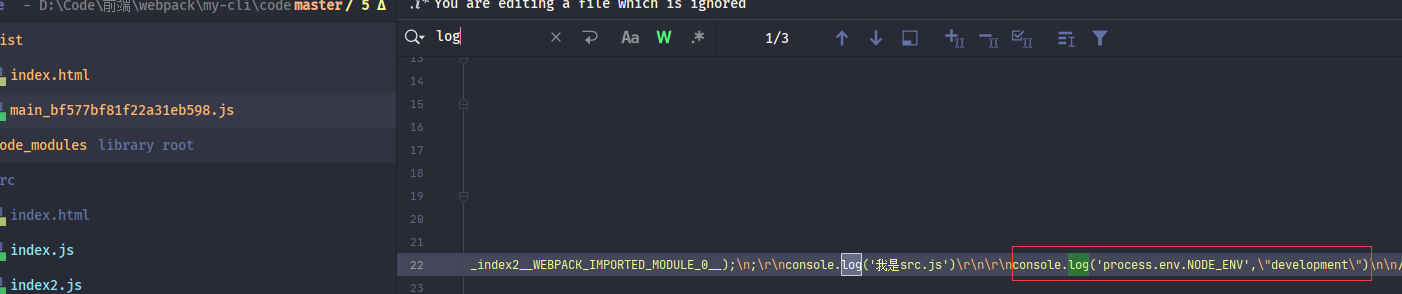 - D:\Code\前端\webpack\my-cli\code master / 5 Δ
You are editing a file which is ignored
log
Aa W .* 1/3
ist
index.html
main_bf577bf81f22a31eb598.js
ode_modules library root
rc
index.html
index.js
index2.js
13
14
15
16
17
18
19
20
21
22 _index2__WEBPACK_IMPORTED_MODULE_0__);\n;\r\nconsole.log('我是src.js')\r\n\r\nconsole.log('process.env.NODE_ENV',\"development\")\n\n/
23